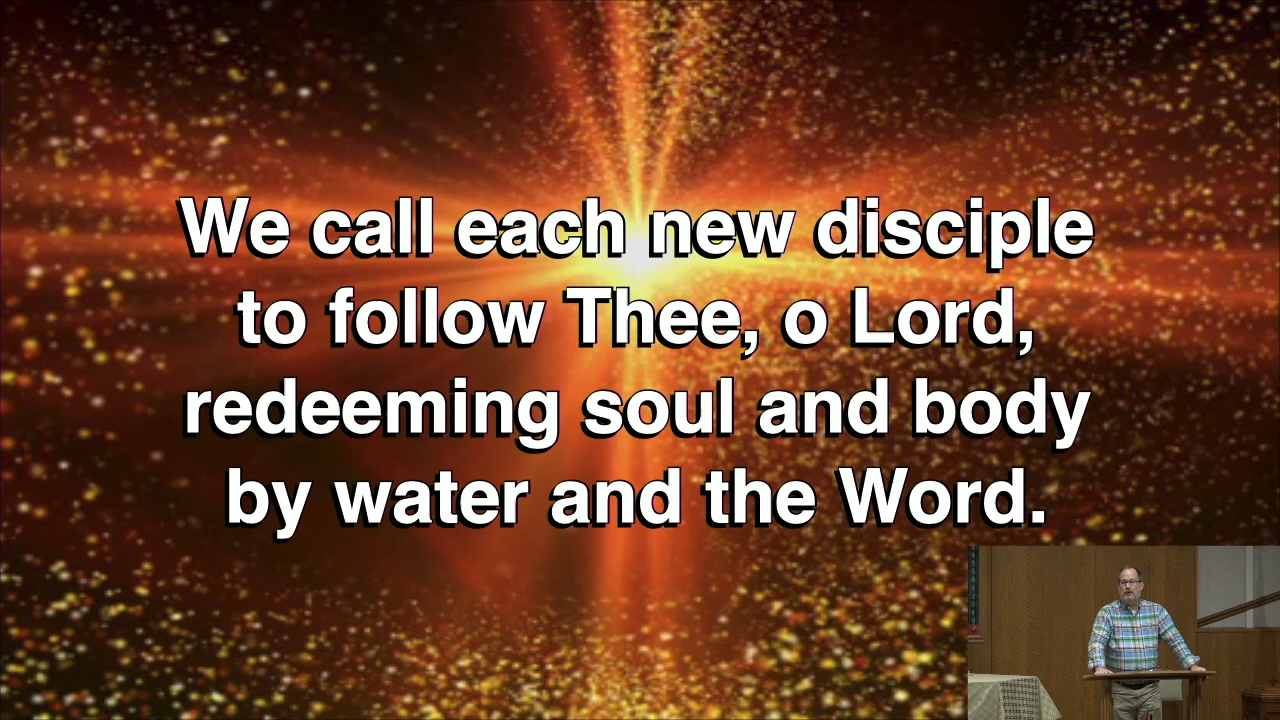 We call each new disciple
to follow Thee, o Lord,
redeeming soul and body
by water and the Word.